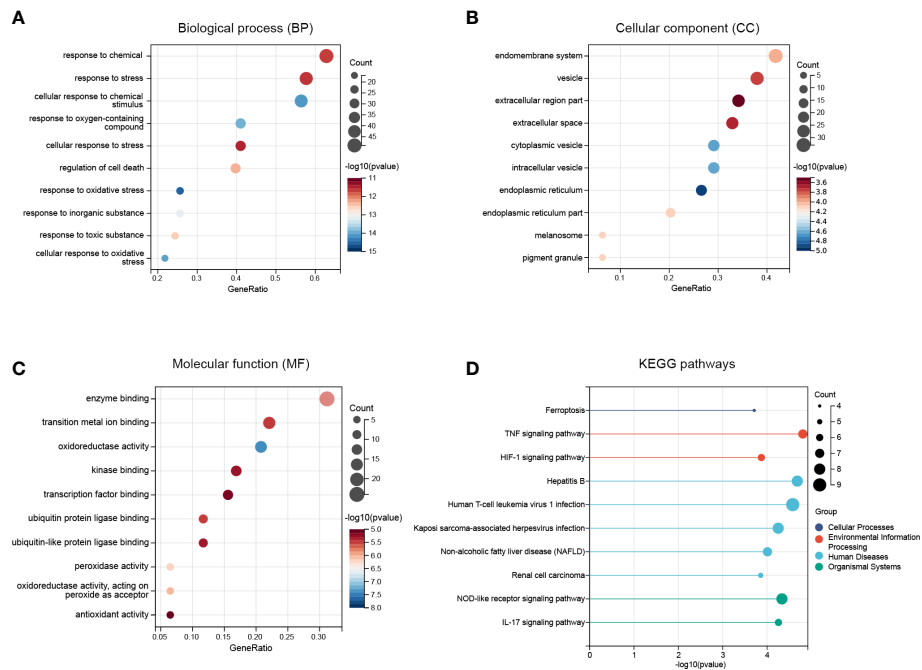 A
Biological process (BP)
response to chemical
response to stress
cellular response to chemical
stimulus
response to oxygen-containing
compound
cellular response to stress
regulation of cell death
response to oxidative stress
response to inorganic substance
response to toxic substance
cellular response to oxidative
stress
0.2 0.3 0.4 0.5 0.6
GeneRatio
Count
20
25
30
35
40
45
-log10(pvalue)
11
12
13
14
15
B
Cellular component (CC)
endomembrane system
vesicle
extracellular region part
extracellular space
cytoplasmic vesicle
intracellular vesicle
endoplasmic reticulum
endoplasmic reticulum part
melanosome
pigment granule
0.1 0.2 0.3 0.4
GeneRatio
Count
5
10
15
20
25
30
-log10(pvalue)
3.6
3.8
4.0
4.2
4.4
4.6
4.8
5.0
C
Molecular function (MF)
enzyme binding
transition metal ion binding
oxidoreductase activity
kinase binding
transcription factor binding
ubiquitin protein ligase binding
ubiquitin-like protein ligase binding
peroxidase activity
oxidoreductase activity, acting on
peroxide as acceptor
antioxidant activity
0.05 0.10 0.15 0.20 0.25 0.30
GeneRatio
Count
5
10
15
20
-log10(pvalue)
5.0
5.5
6.0
6.5
7.0
7.5
8.0
D
KEGG pathways
Ferroptosis
TNF signaling pathway
HIF-1 signaling pathway
Hepatitis B
Human T-cell leukemia virus 1 infection
Kaposi sarcoma-associated herpesvirus infection
Non-alcoholic fatty liver disease (NAFLD)
Renal cell carcinoma
NOD-like receptor signaling pathway
IL-17 signaling pathway
0 1 2 3 4
-log10(pvalue)
Count
4
5
6
7
8
9
Group
Cellular Processes
Environmental Information
Processing
Human Diseases
Organismal Systems